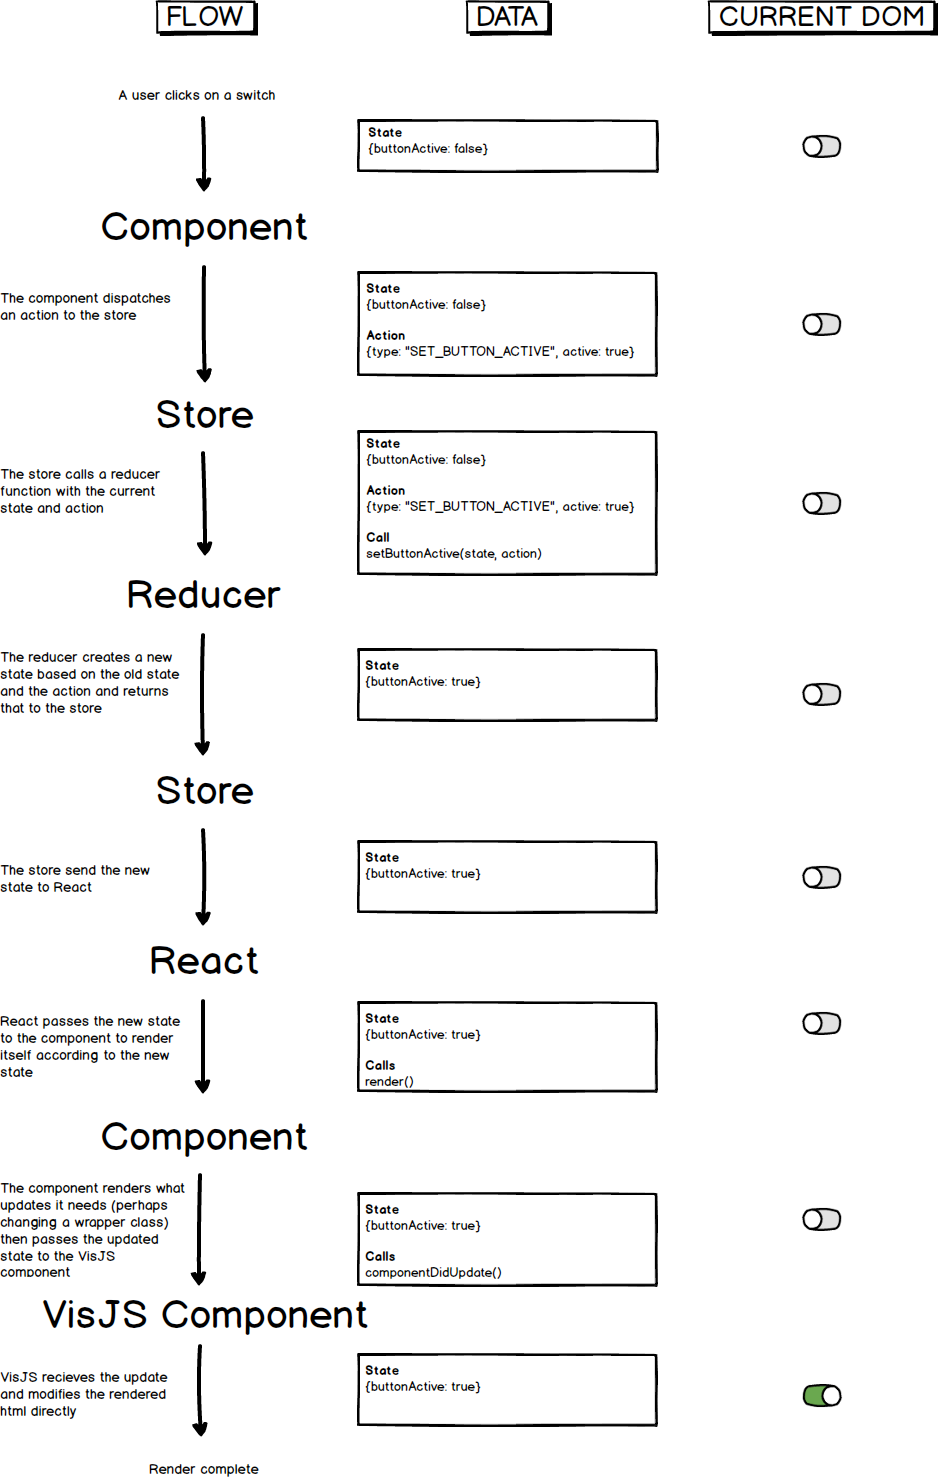 FLOW
DATA
CURRENT DOM
A user clicks on a switch
State
{buttonActive: false}
Component
The component dispatches
an action to the store
State
{buttonActive: false}
Action
{type: "SET_BUTTON_ACTIVE", active: true}
Store
The store calls a reducer
function with the current
state and action
State
{buttonActive: false}
Action
{type: "SET_BUTTON_ACTIVE", active: true}
Call
setButtonActive(state, action)
Reducer
The reducer creates a new
state based on the old state
and the action and returns
that to the store
State
{buttonActive: true}
Store
The store send the new
state to React
State
{buttonActive: true}
React
React passes the new state
to the component to render
itself according to the new
state
State
{buttonActive: true}
Calls
render()
Component
The component renders what
updates it needs (perhaps
changing a wrapper class)
then passes the updated
state to the VisJS
component
State
{buttonActive: true}
Calls
componentDidUpdate()
VisJS Component
VisJS recieves the update
and modifies the rendered
html directly
State
{buttonActive: true}
Render complete